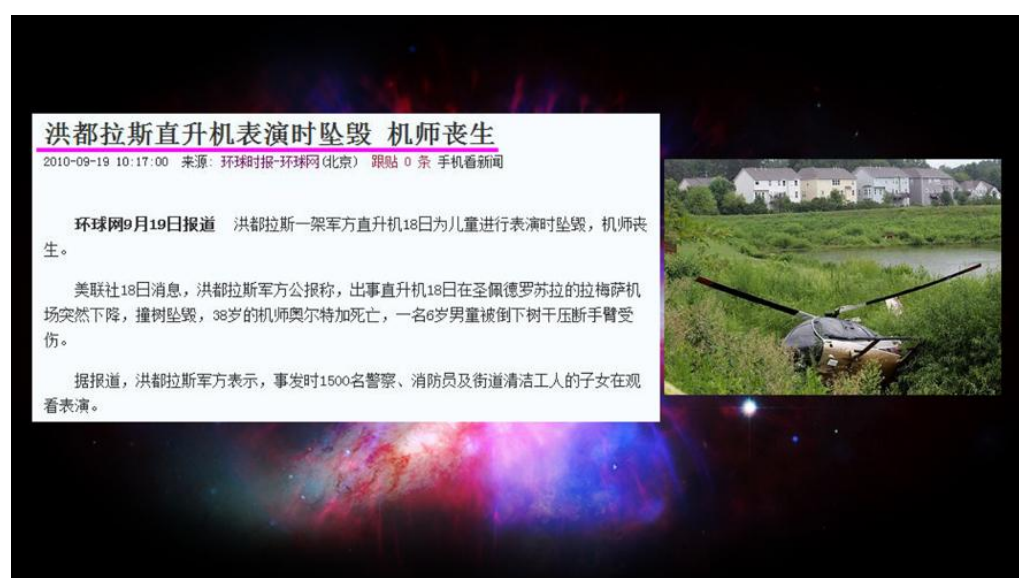 洪都拉斯直升机表演时坠毁 机师丧生
2010-09-19 10:17:00 来源: 环球时报-环球网(北京) 跟贴 0 条 手机看新闻
环球网9月19日报道 洪都拉斯一架军方直升机18日为儿童进行表演时坠毁，机师丧
生。
美联社18日消息，洪都拉斯军方公报称，出事直升机18日在圣佩德罗苏拉的拉梅萨机
场突然下降，撞树坠毁，38岁的机师奥尔特加死亡，一名6岁男童被倒下树干压断手臂受
伤。
据报道，洪都拉斯军方表示，事发时1500名警察、消防员及街道清洁工人的子女在观
看表演。